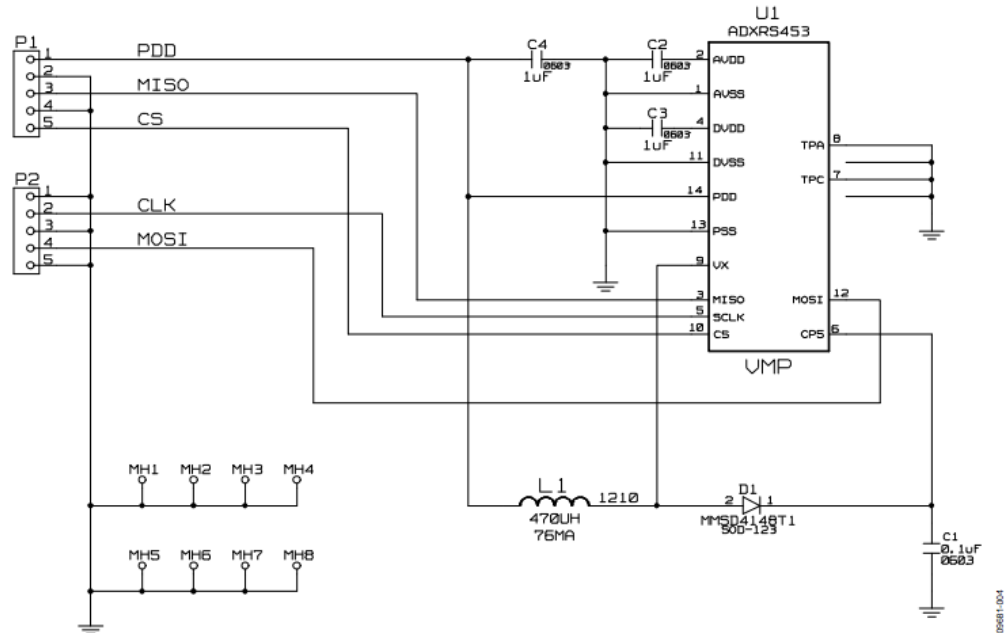 U1
ADXRS453
P1
1
2
3
4
5
PDD
MISO
CS
C4
0603
1uF
C2
0603
1uF
C3
0603
1uF
2 AVDD
1 AVSS
4 DVDD
11 DVSS
14 PDD
13 PSS
9 VX
3 MISO
5 SCLK
10 CS
TPA 8
TPC 7
MOSI 12
CPS 6
VMP
P2
1
2
3
4
5
CLK
MOSI
MH1 MH2 MH3 MH4
MH5 MH6 MH7 MH8
L1
1210
470UH
76MA
D1
2 1
MMSD4148T1
SOD-123
C1
0.1uF
0603
09681-004